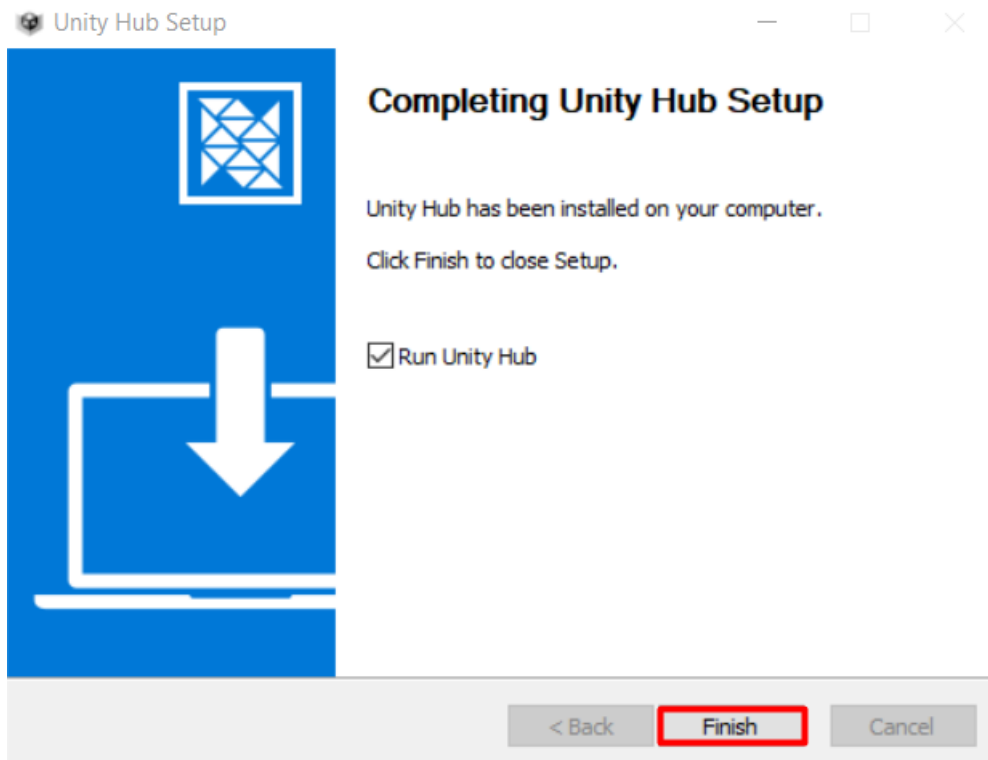 Unity Hub Setup
Completing Unity Hub Setup
Unity Hub has been installed on your computer.
Click Finish to close Setup.
Run Unity Hub
< Back
Finish
Cancel